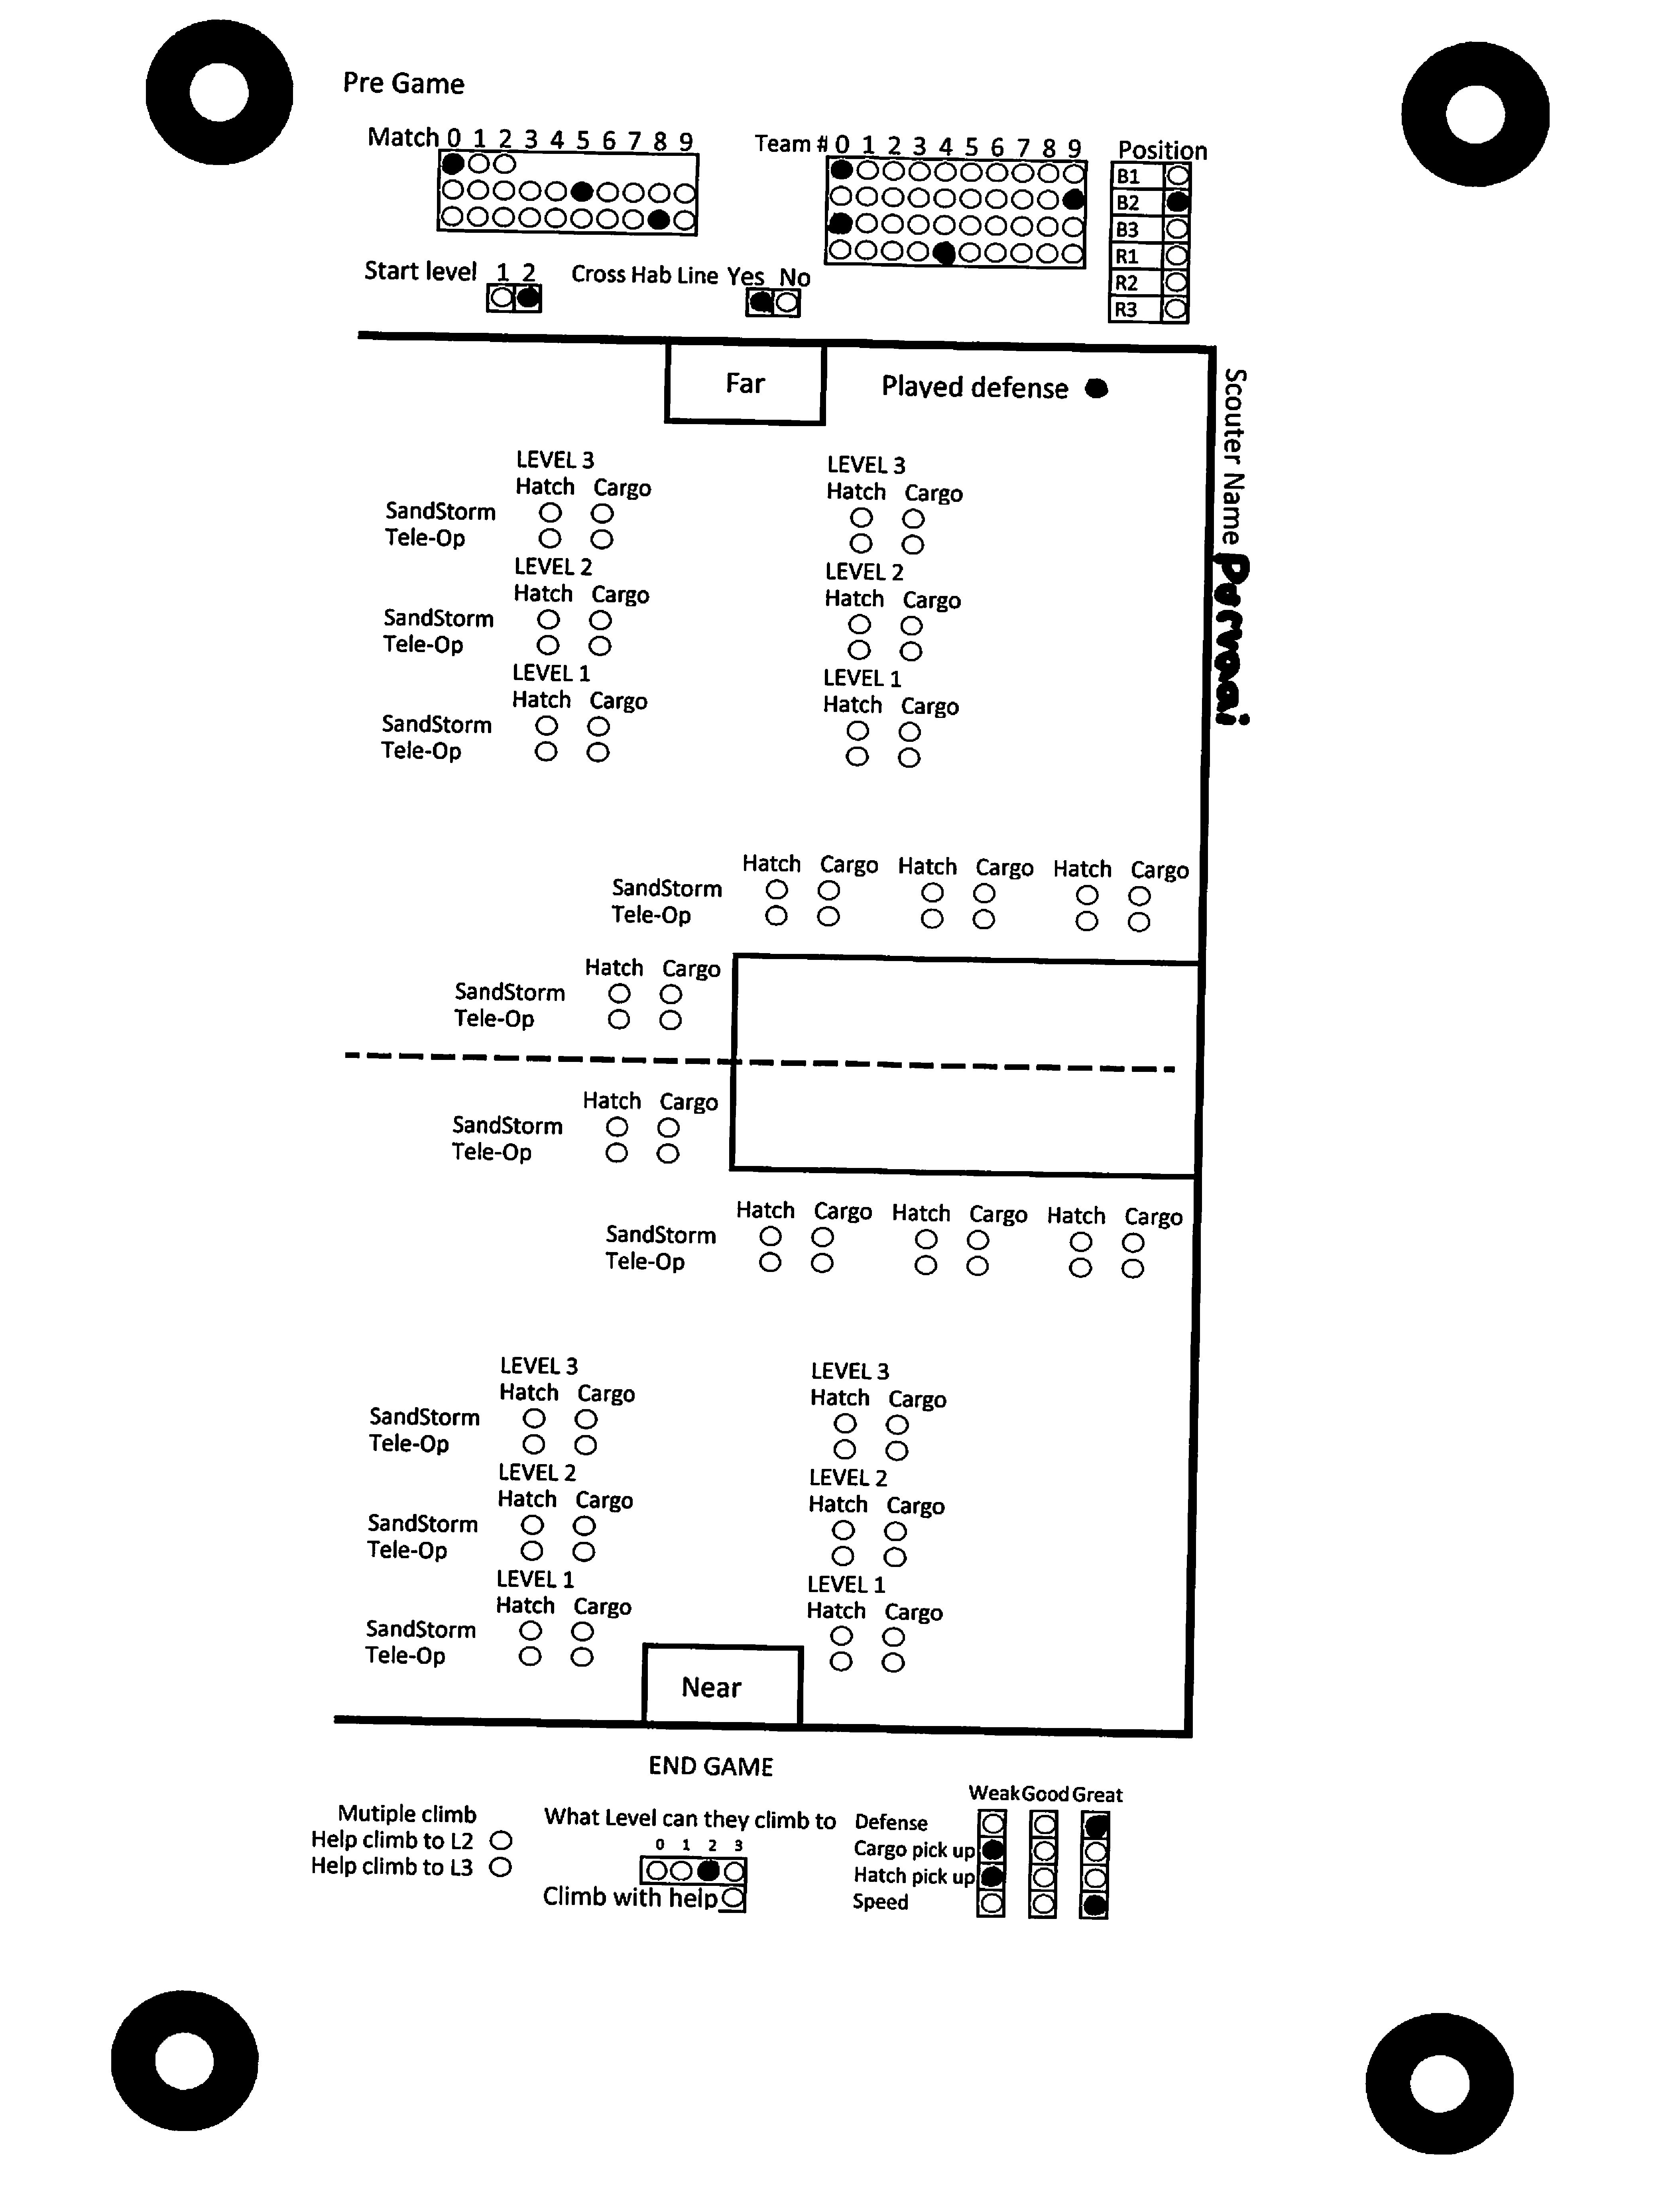 Pre Game
Match 0 1 2 3 4 5 6 7 8 9
Team # 0 1 2 3 4 5 6 7 8 9
Position
B1
B2
B3
R1
R2
R3
Start level 1 2
Cross Hab Line Yes No
Far
Played defense
Scouter Name
LEVEL 3 LEVEL 3
Hatch Cargo Hatch Cargo
SandStorm
Tele-Op
LEVEL 2 LEVEL 2
Hatch Cargo Hatch Cargo
SandStorm
Tele-Op
LEVEL 1 LEVEL 1
Hatch Cargo Hatch Cargo
SandStorm
Tele-Op
Hatch Cargo Hatch Cargo Hatch Cargo
SandStorm
Tele-Op
Hatch Cargo
SandStorm
Tele-Op
Hatch Cargo
SandStorm
Tele-Op
Hatch Cargo Hatch Cargo Hatch Cargo
SandStorm
Tele-Op
LEVEL 3 LEVEL 3
Hatch Cargo Hatch Cargo
SandStorm
Tele-Op
LEVEL 2 LEVEL 2
Hatch Cargo Hatch Cargo
SandStorm
Tele-Op
LEVEL 1 LEVEL 1
Hatch Cargo Hatch Cargo
SandStorm
Tele-Op
Near
END GAME
Mutiple climb
Help climb to L2
Help climb to L3
What Level can they climb to
0 1 2 3
Climb with help
Weak Good Great
Defense
Cargo pick up
Hatch pick up
Speed